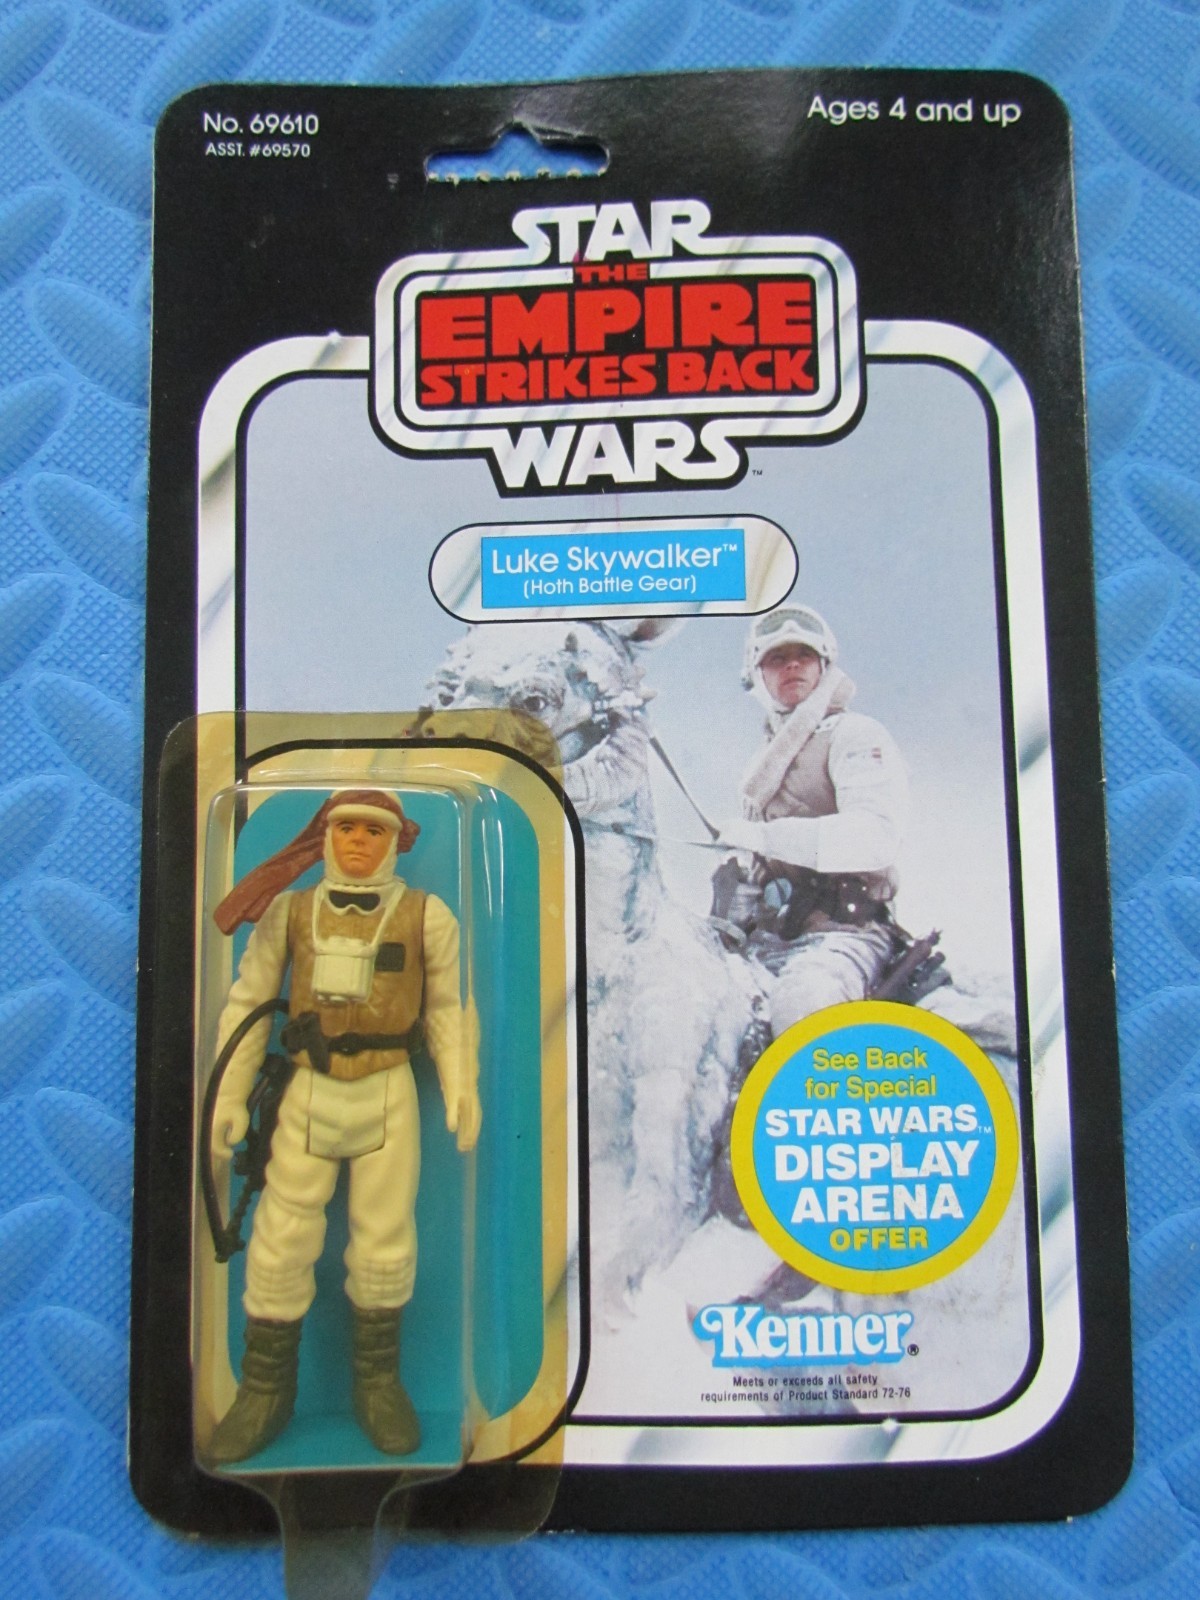 No. 69610
ASST. #69570
Ages 4 and up
STAR
THE
EMPIRE
STRIKES BACK
WARS™
Luke Skywalker™
(Hoth Battle Gear)
See Back
for Special
STAR WARS™
DISPLAY
ARENA
OFFER
Kenner®
Meets or exceeds all safety
requirements of Product Standard 72-76